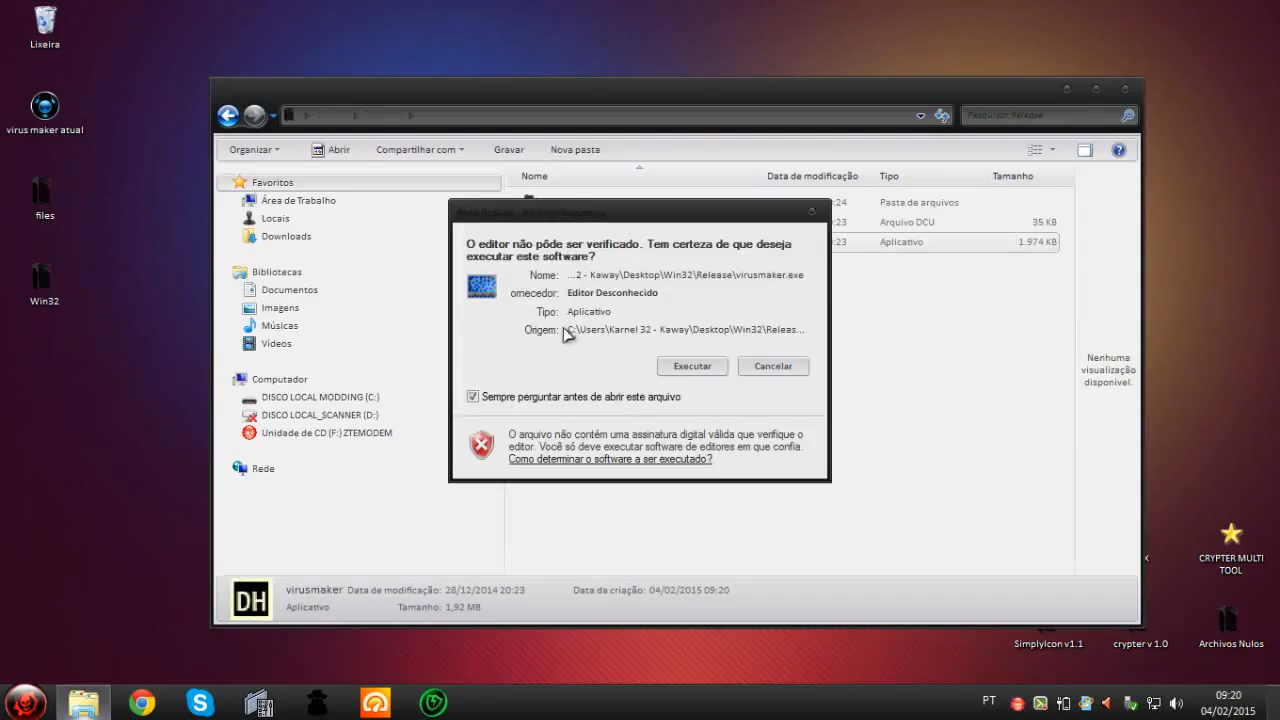 Lixeira
virus maker atual
files
Win32
Pesquisar Release
Organizar
Abrir
Compartilhar com
Gravar
Nova pasta
Nome
Data de modificação
Tipo
Tamanho
Favoritos
Área de Trabalho
Locais
Downloads
Bibliotecas
Documentos
Imagens
Músicas
Vídeos
Computador
DISCO LOCAL MODDING (C:)
DISCO LOCAL_SCANNER (D:)
Unidade de CD (F:) ZTEMODEM
Rede
:24 Pasta de arquivos
:23 Arquivo DCU 35 KB
:23 Aplicativo 1.974 KB
O editor não pôde ser verificado. Tem certeza de que deseja
executar este software?
Nome: ...2 - Kaway\Desktop\Win32\Release\virusmaker.exe
ornecedor: Editor Desconhecido
Tipo: Aplicativo
Origem: C:\Users\Karnel 32 - Kaway\Desktop\Win32\Releas...
Executar
Cancelar
Sempre perguntar antes de abrir este arquivo
O arquivo não contém uma assinatura digital válida que verifique o
editor. Você só deve executar software de editores em que confia.
Como determinar o software a ser executado?
Nenhuma
visualização
disponível.
DH
virusmaker Data de modificação: 28/12/2014 20:23 Data da criação: 04/02/2015 09:20
Aplicativo Tamanho: 1,92 MB
CRYPTER MULTI
TOOL
SimplyIcon v1.1
crypter v 1.0
Archivos Nulos
PT
09:20
04/02/2015